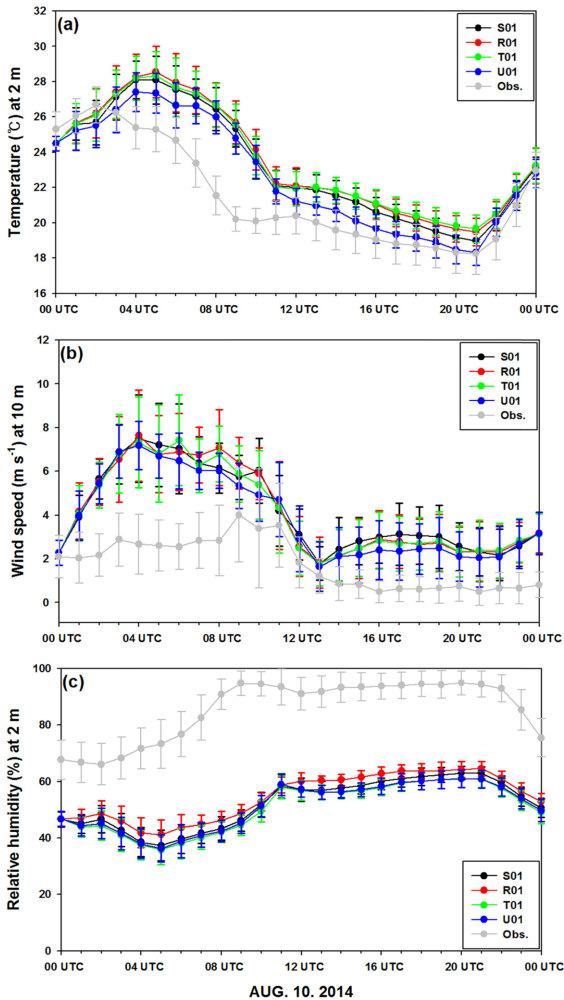 (a)
Temperature (℃) at 2 m
32
30
28
26
24
22
20
18
16
S01
R01
T01
U01
Obs.
00 UTC 04 UTC 08 UTC 12 UTC 16 UTC 20 UTC 00 UTC
(b)
Wind speed (m s⁻¹) at 10 m
12
10
8
6
4
2
0
S01
R01
T01
U01
Obs.
00 UTC 04 UTC 08 UTC 12 UTC 16 UTC 20 UTC 00 UTC
(c)
Relative humidity (%) at 2 m
100
80
60
40
20
0
S01
R01
T01
U01
Obs.
00 UTC 04 UTC 08 UTC 12 UTC 16 UTC 20 UTC 00 UTC
AUG. 10. 2014